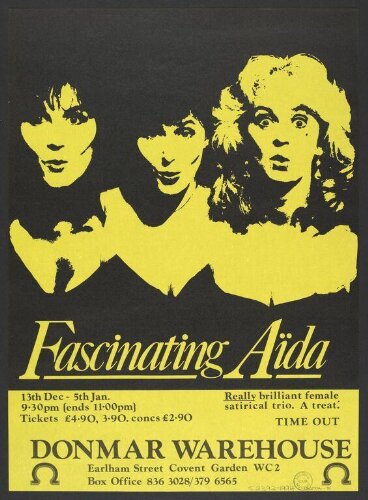 Fascinating Aïda
13th Dec - 5th Jan.
9·30pm (ends 11·00pm)
Tickets £4·90, 3·90. concs £2·90
Really brilliant female
satirical trio. A treat.'
TIME OUT
DONMAR WAREHOUSE
Earlham Street Covent Garden WC2
Box Office 836 3028/379 6565